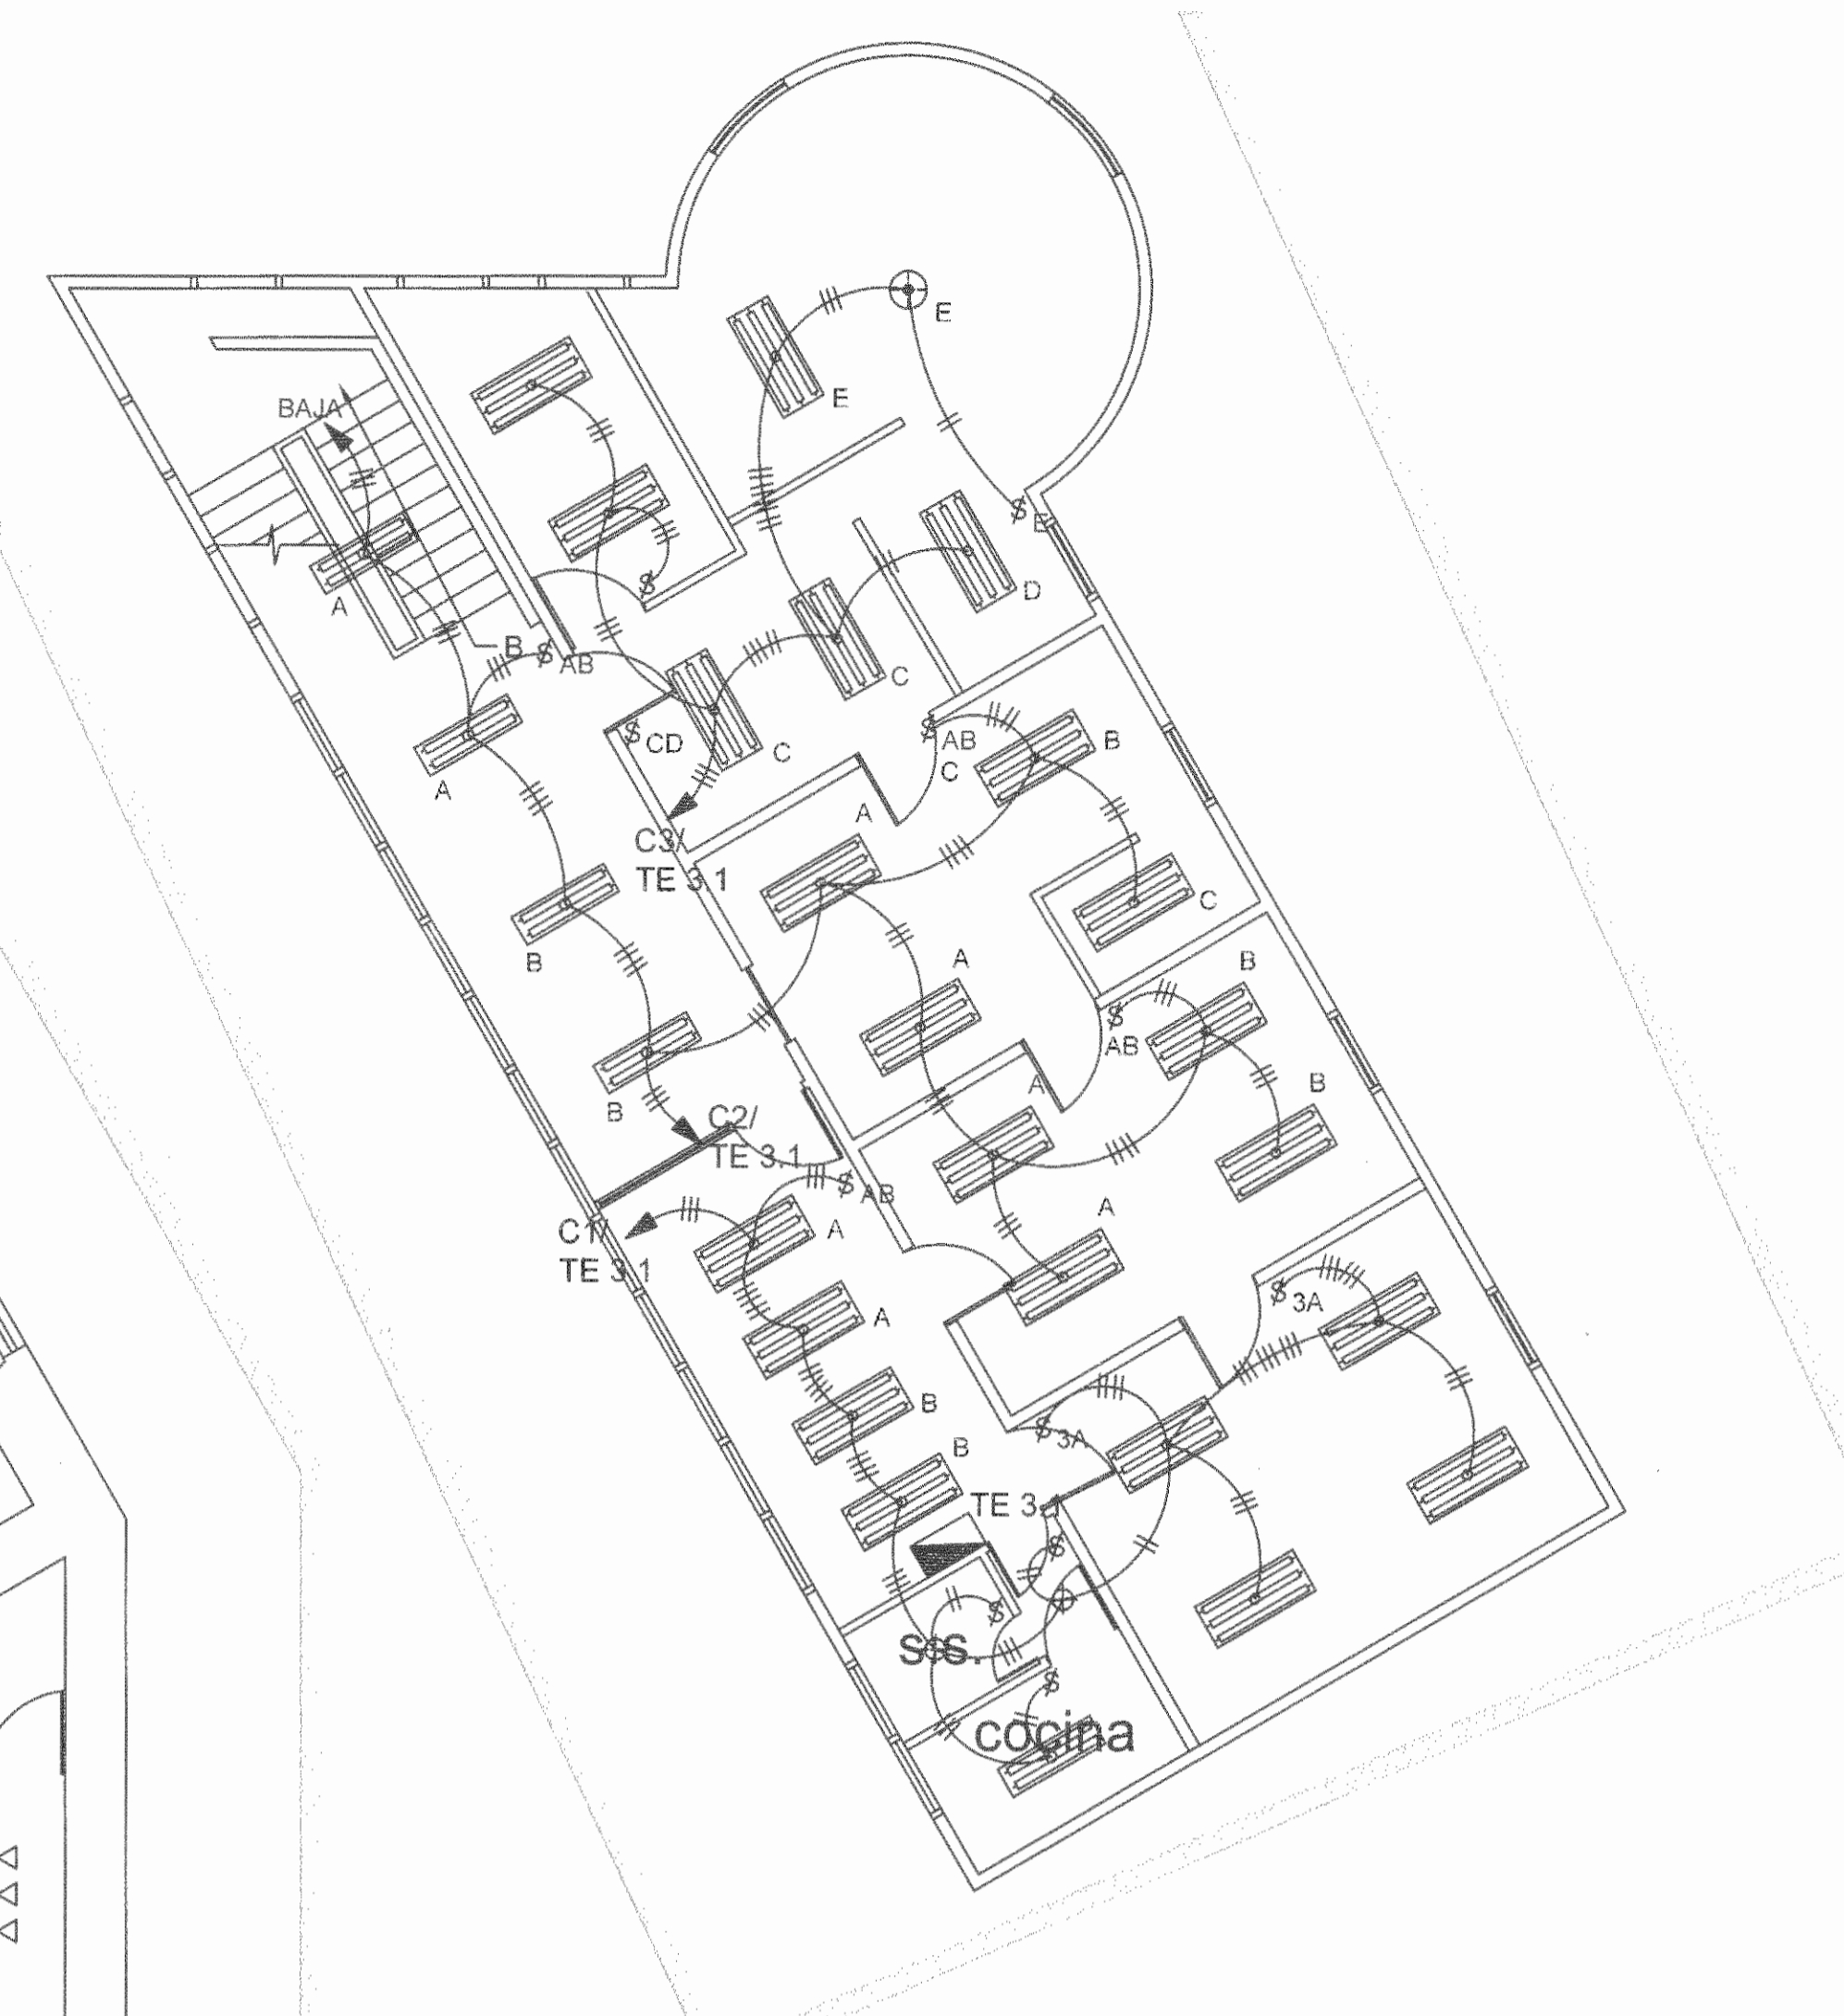 E
E
BAJA
$ E
D
A
$
B
$ AB
C
$ CD
C
$ AB
C
B
A
A
C3/
TE 3.1
C
B
A
B
$
AB
B
B
A
C2/
TE 3.1
$ AB
A
A
C1/
TE 3.1
$ 3A
A
B
$ 3A
B
TE 3.1
$
$
S.S.
$
cocina